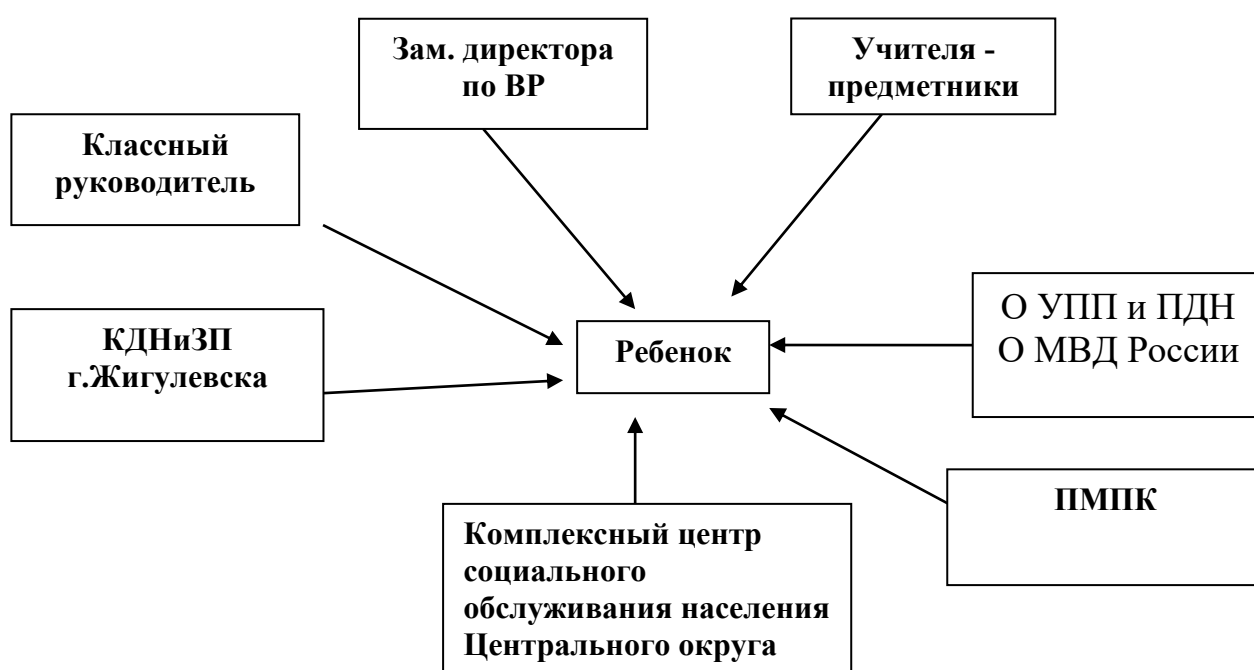 Зам. директора
по ВР
Учителя -
предметники
Классный
руководитель
КДНиЗП
г.Жигулевска
Ребенок
О УПП и ПДН
О МВД России
ПМПК
Комплексный центр
социального
обслуживания населения
Центрального округа